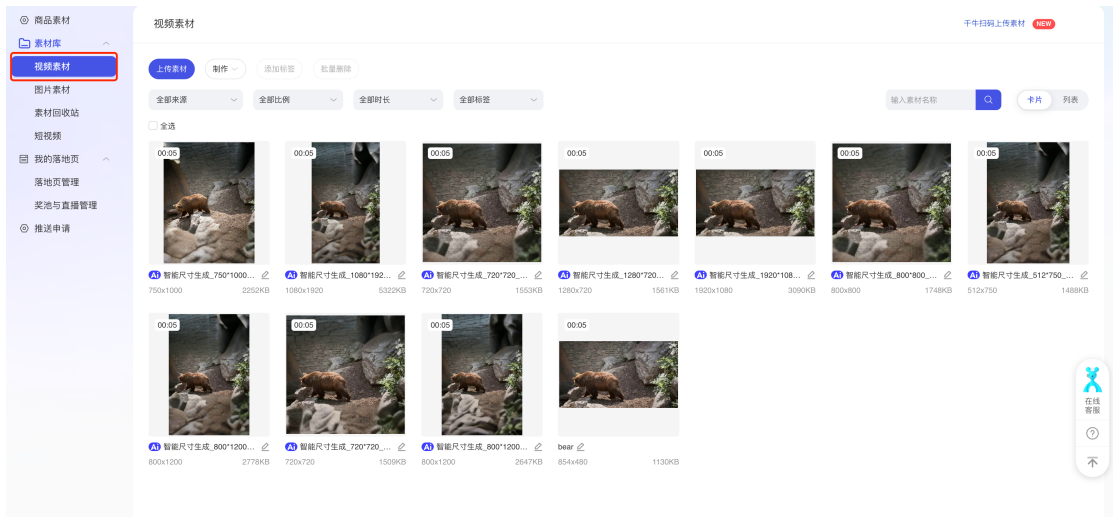 商品素材
素材库
视频素材
图片素材
素材回收站
短视频
我的落地页
落地页管理
奖池与直播管理
推送申请
视频素材
千牛扫码上传素材 NEW
上传素材 制作 添加标签 批量删除
全部来源 全部比例 全部时长 全部标签 输入素材名称 卡片 列表
全选
00:05 00:05 00:05 00:05 00:05 00:05 00:05
Ai 智能尺寸生成_750*1000... Ai 智能尺寸生成_1080*192... Ai 智能尺寸生成_720*720_... Ai 智能尺寸生成_1280*720... Ai 智能尺寸生成_1920*108... Ai 智能尺寸生成_800*800_... Ai 智能尺寸生成_512*750_...
750x1000 2252KB 1080x1920 5322KB 720x720 1553KB 1280x720 1561KB 1920x1080 3090KB 800x800 1748KB 512x750 1488KB
00:05 00:05 00:05 00:05
Ai 智能尺寸生成_800*1200... Ai 智能尺寸生成_720*720_... Ai 智能尺寸生成_800*1200... bear
800x1200 2778KB 720x720 1509KB 800x1200 2647KB 854x480 1130KB
在线
客服